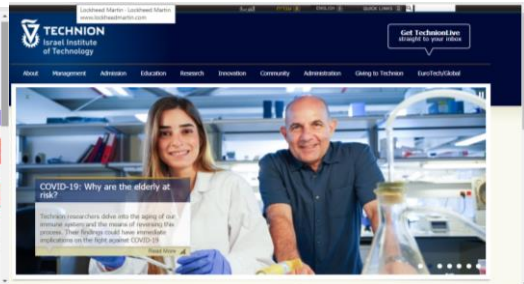 Lockheed Martin - Lockheed Martin
www.lockheedmartin.com
العربية
עברית
ENGLISH
QUICK LINKS
TECHNION
Israel Institute
of Technology
Get TechnionLive
straight to your inbox
About Management Admission Education Research Innovation Community Administration Giving to Technion EuroTech/Global
COVID-19: Why are the elderly at
risk?
Technion researchers delve into the aging of our
immune system and the means of reversing this
process. Their findings could have immediate
implications on the fight against COVID-19
Read More